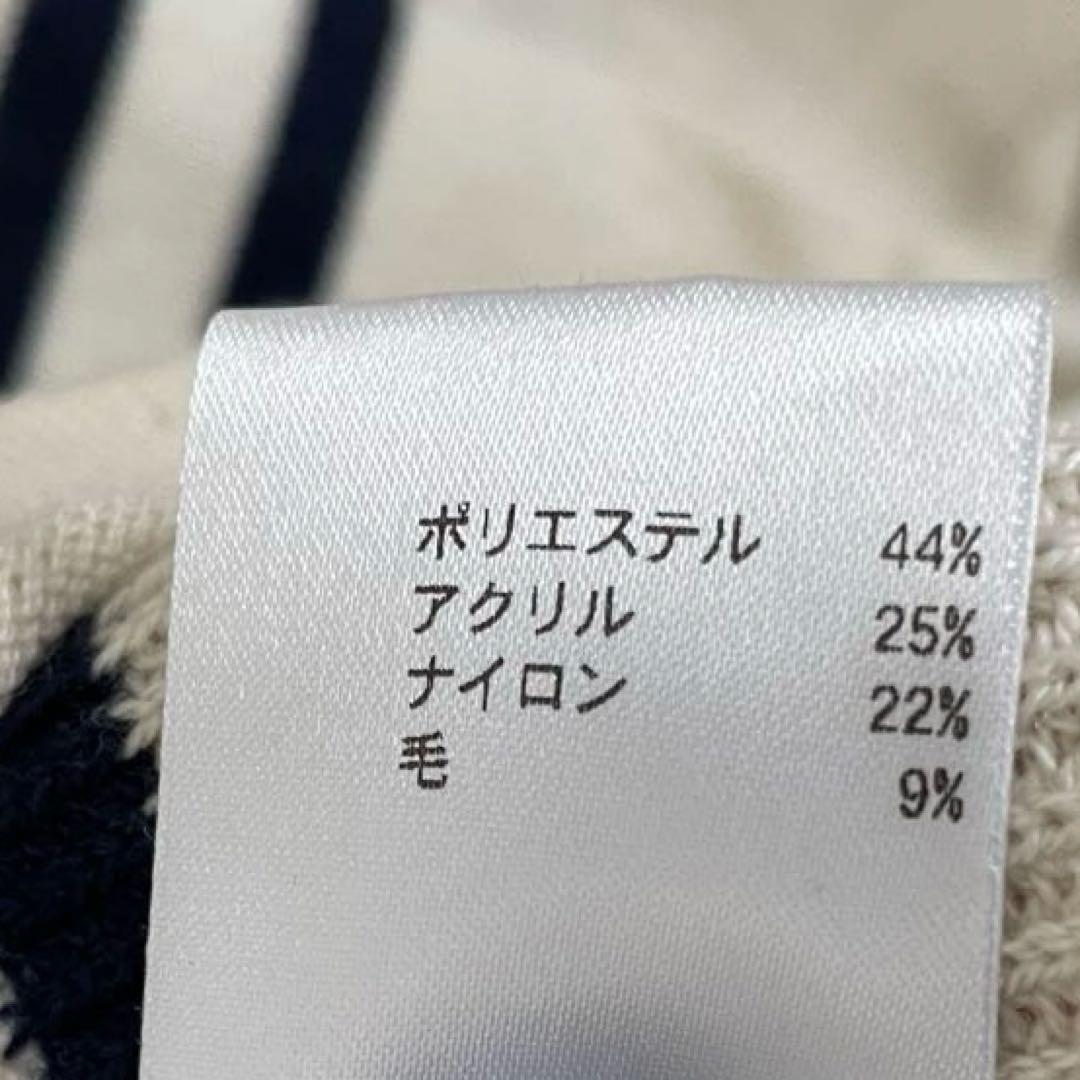 ポリエステル 44%
アクリル 25%
ナイロン 22%
毛 9%